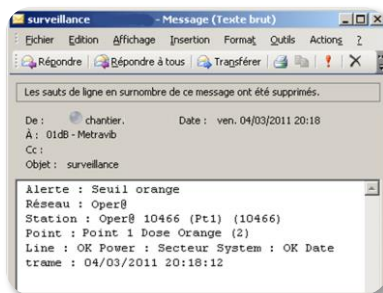 surveillance - Message (Texte brut)
Fichier Edition Affichage Insertion Format Outils Actions ?
Répondre Répondre à tous Transférer
Les sauts de ligne en surnombre de ce message ont été supprimés.
De : chantier. Date : ven. 04/03/2011 20:18
À : 01dB - Metravib
Cc :
Objet : surveillance
Alerte : Seuil orange
Réseau : Oper@
Station : Oper@ 10466 (Pt1) (10466)
Point : Point 1 Dose Orange (2)
Line : OK Power : Secteur System : OK Date
trame : 04/03/2011 20:18:12